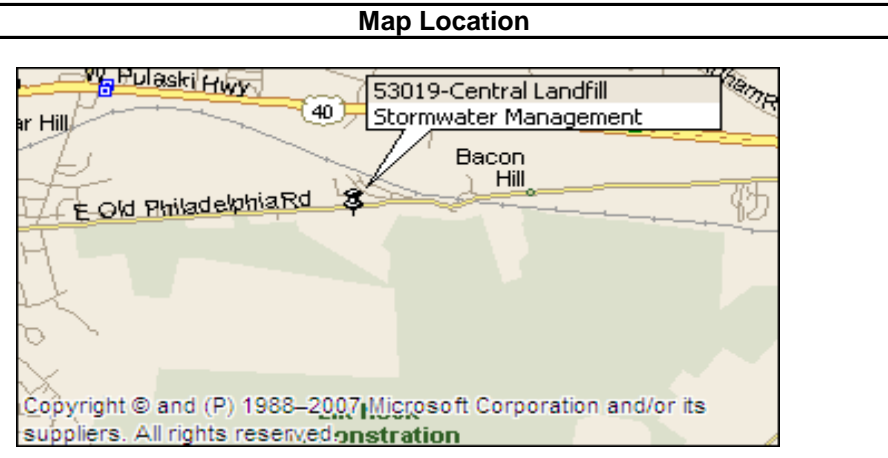 Map Location
W Pulaski Hwy
40
53019-Central Landfill
Stormwater Management
ar Hill
Bacon
Hill
E Old Philadelphia Rd
Copyright © and (P) 1988–2007 Microsoft Corporation and/or its
suppliers. All rights reserved.
onstration